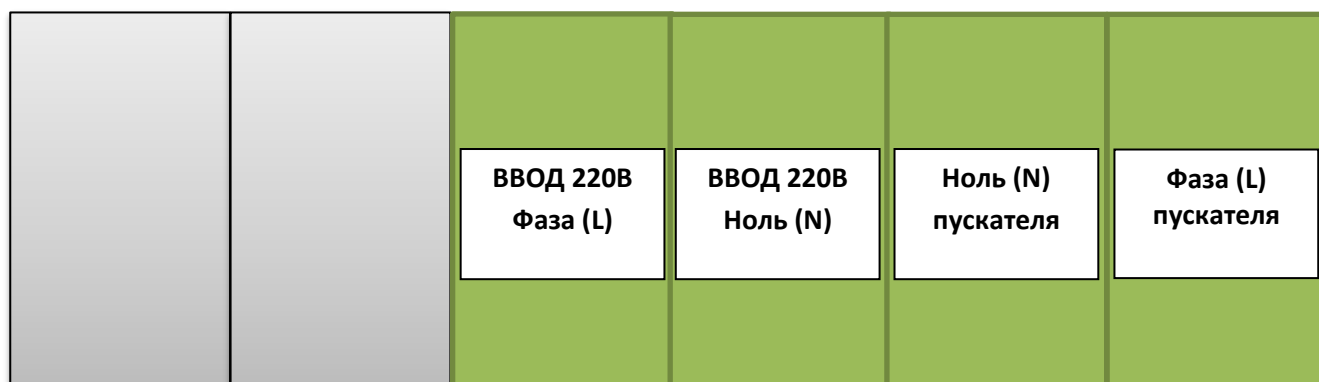 ВВОД 220В
Фаза (L)
ВВОД 220В
Ноль (N)
Ноль (N)
пускателя
Фаза (L)
пускателя